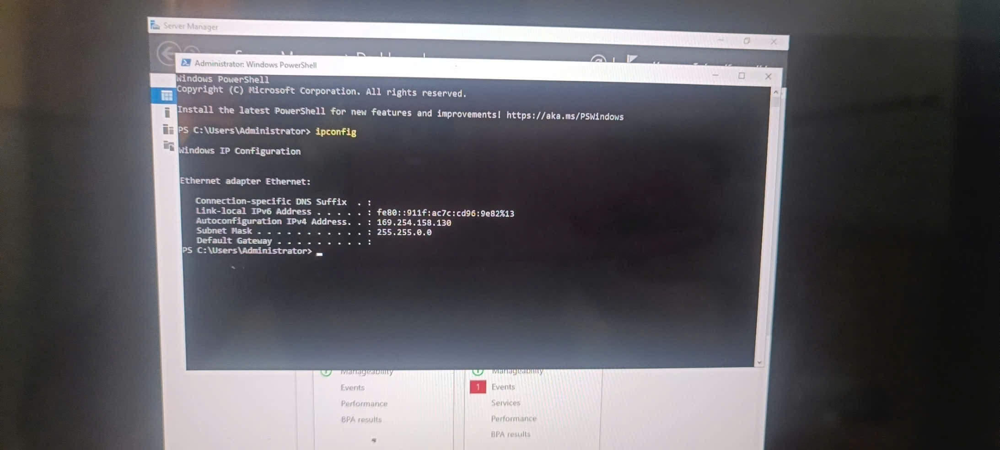 Server Manager
Administrator: Windows PowerShell
Windows PowerShell
Copyright (C) Microsoft Corporation. All rights reserved.
Install the latest PowerShell for new features and improvements! https://aka.ms/PSWindows
PS C:\Users\Administrator> ipconfig
Windows IP Configuration
Ethernet adapter Ethernet:
Connection-specific DNS Suffix . :
Link-local IPv6 Address . . . . . : fe80::911f:ac7c:cd96:9e82%13
Autoconfiguration IPv4 Address. . : 169.254.158.130
Subnet Mask . . . . . . . . . . . : 255.255.0.0
Default Gateway . . . . . . . . . :
PS C:\Users\Administrator>
Manageability
Events
Performance
BPA results
Manageability
1 Events
Services
Performance
BPA results